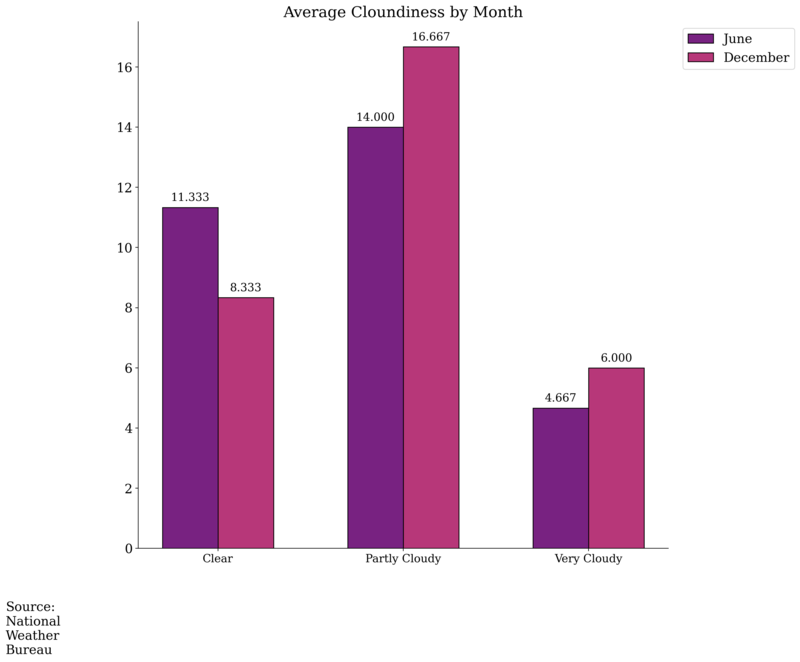 Average Cloundiness by Month
June
December
16.667
16
14.000
14
12
11.333
10
8.333
8
6.000
6
4.667
4
2
0
Clear
Partly Cloudy
Very Cloudy
Source:
National
Weather
Bureau